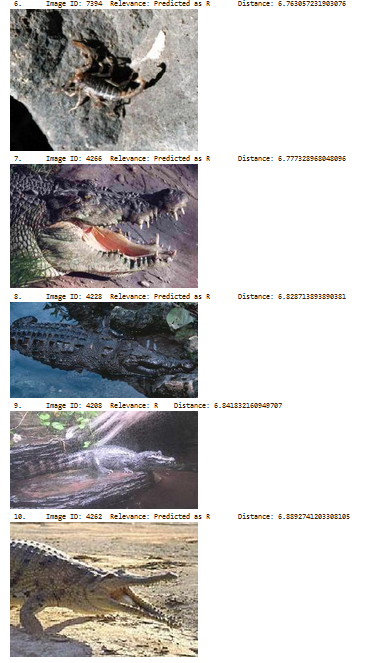 6. Image ID: 7394 Relevance: Predicted as R Distance: 6.763057231903076
7. Image ID: 4266 Relevance: Predicted as R Distance: 6.777328968048096
8. Image ID: 4228 Relevance: Predicted as R Distance: 6.828713893890381
9. Image ID: 4208 Relevance: R Distance: 6.841832160949707
10. Image ID: 4262 Relevance: Predicted as R Distance: 6.8892741203308105